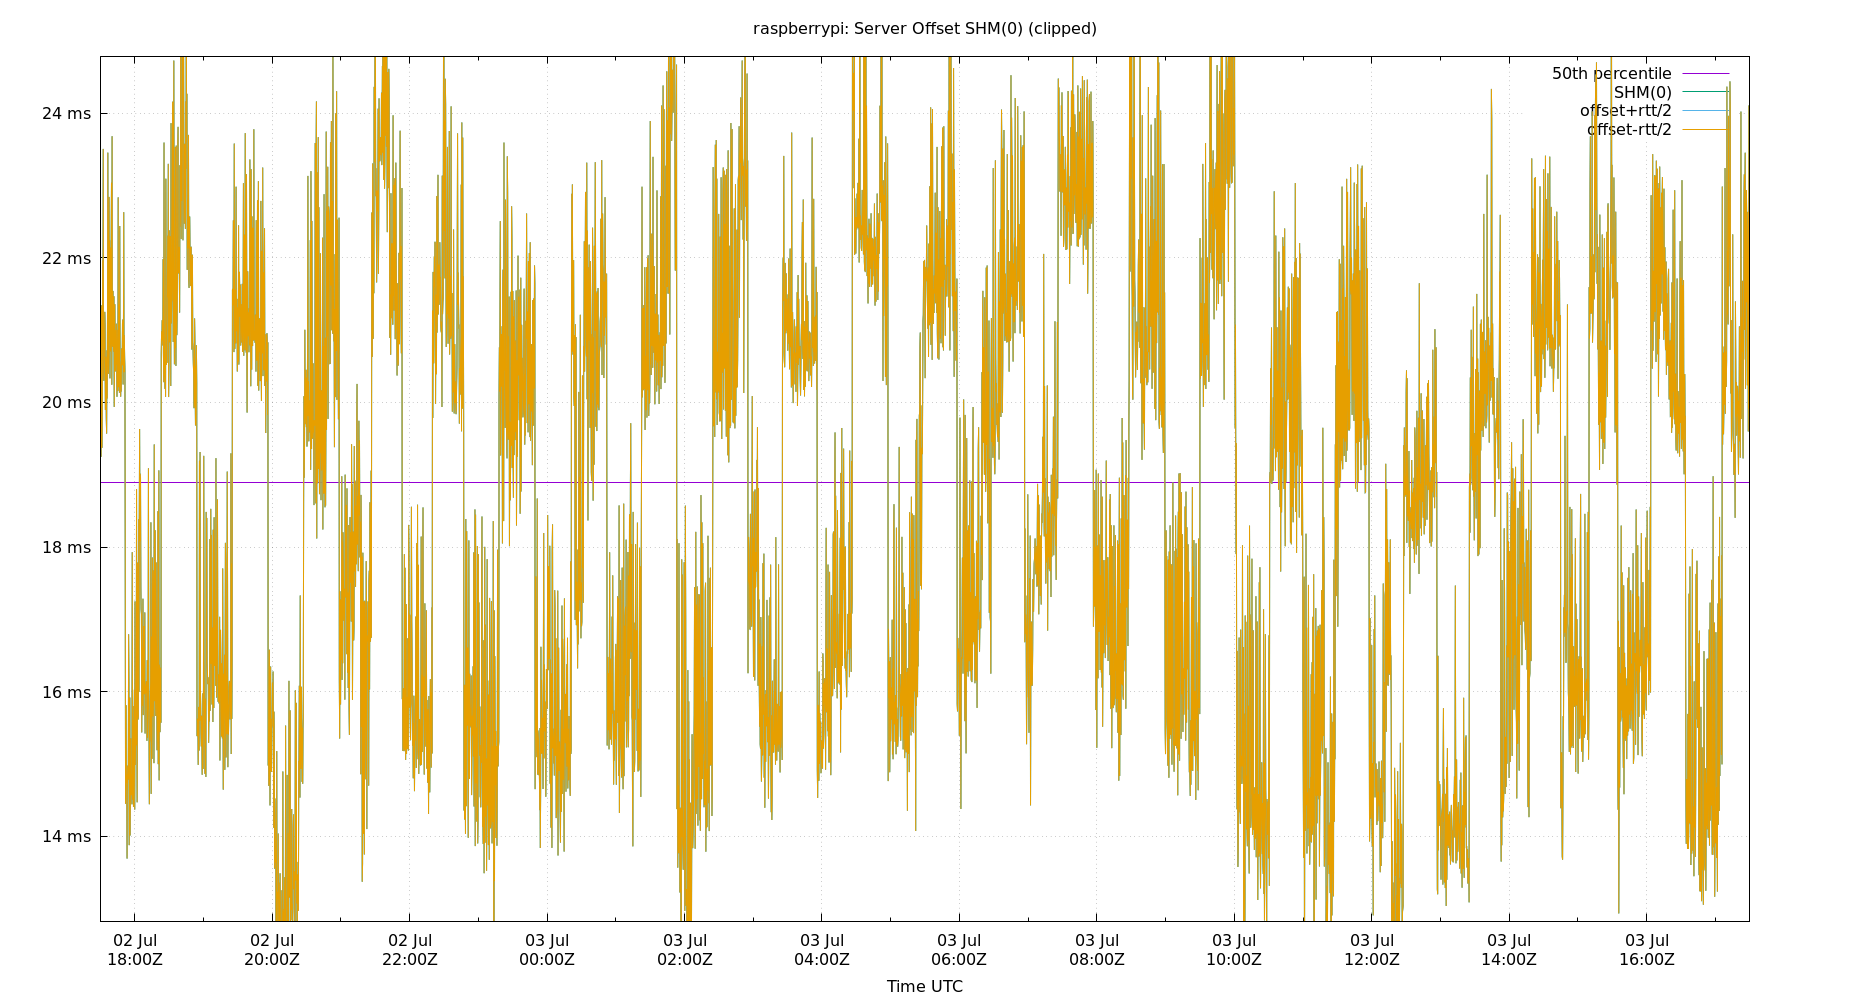 raspberrypi: Server Offset SHM(0) (clipped)
50th percentile
SHM(0)
offset+rtt/2
offset-rtt/2
24 ms
22 ms
20 ms
18 ms
16 ms
14 ms
02 Jul 02 Jul 02 Jul 03 Jul 03 Jul 03 Jul 03 Jul 03 Jul 03 Jul 03 Jul 03 Jul 03 Jul
18:00Z 20:00Z 22:00Z 00:00Z 02:00Z 04:00Z 06:00Z 08:00Z 10:00Z 12:00Z 14:00Z 16:00Z
Time UTC